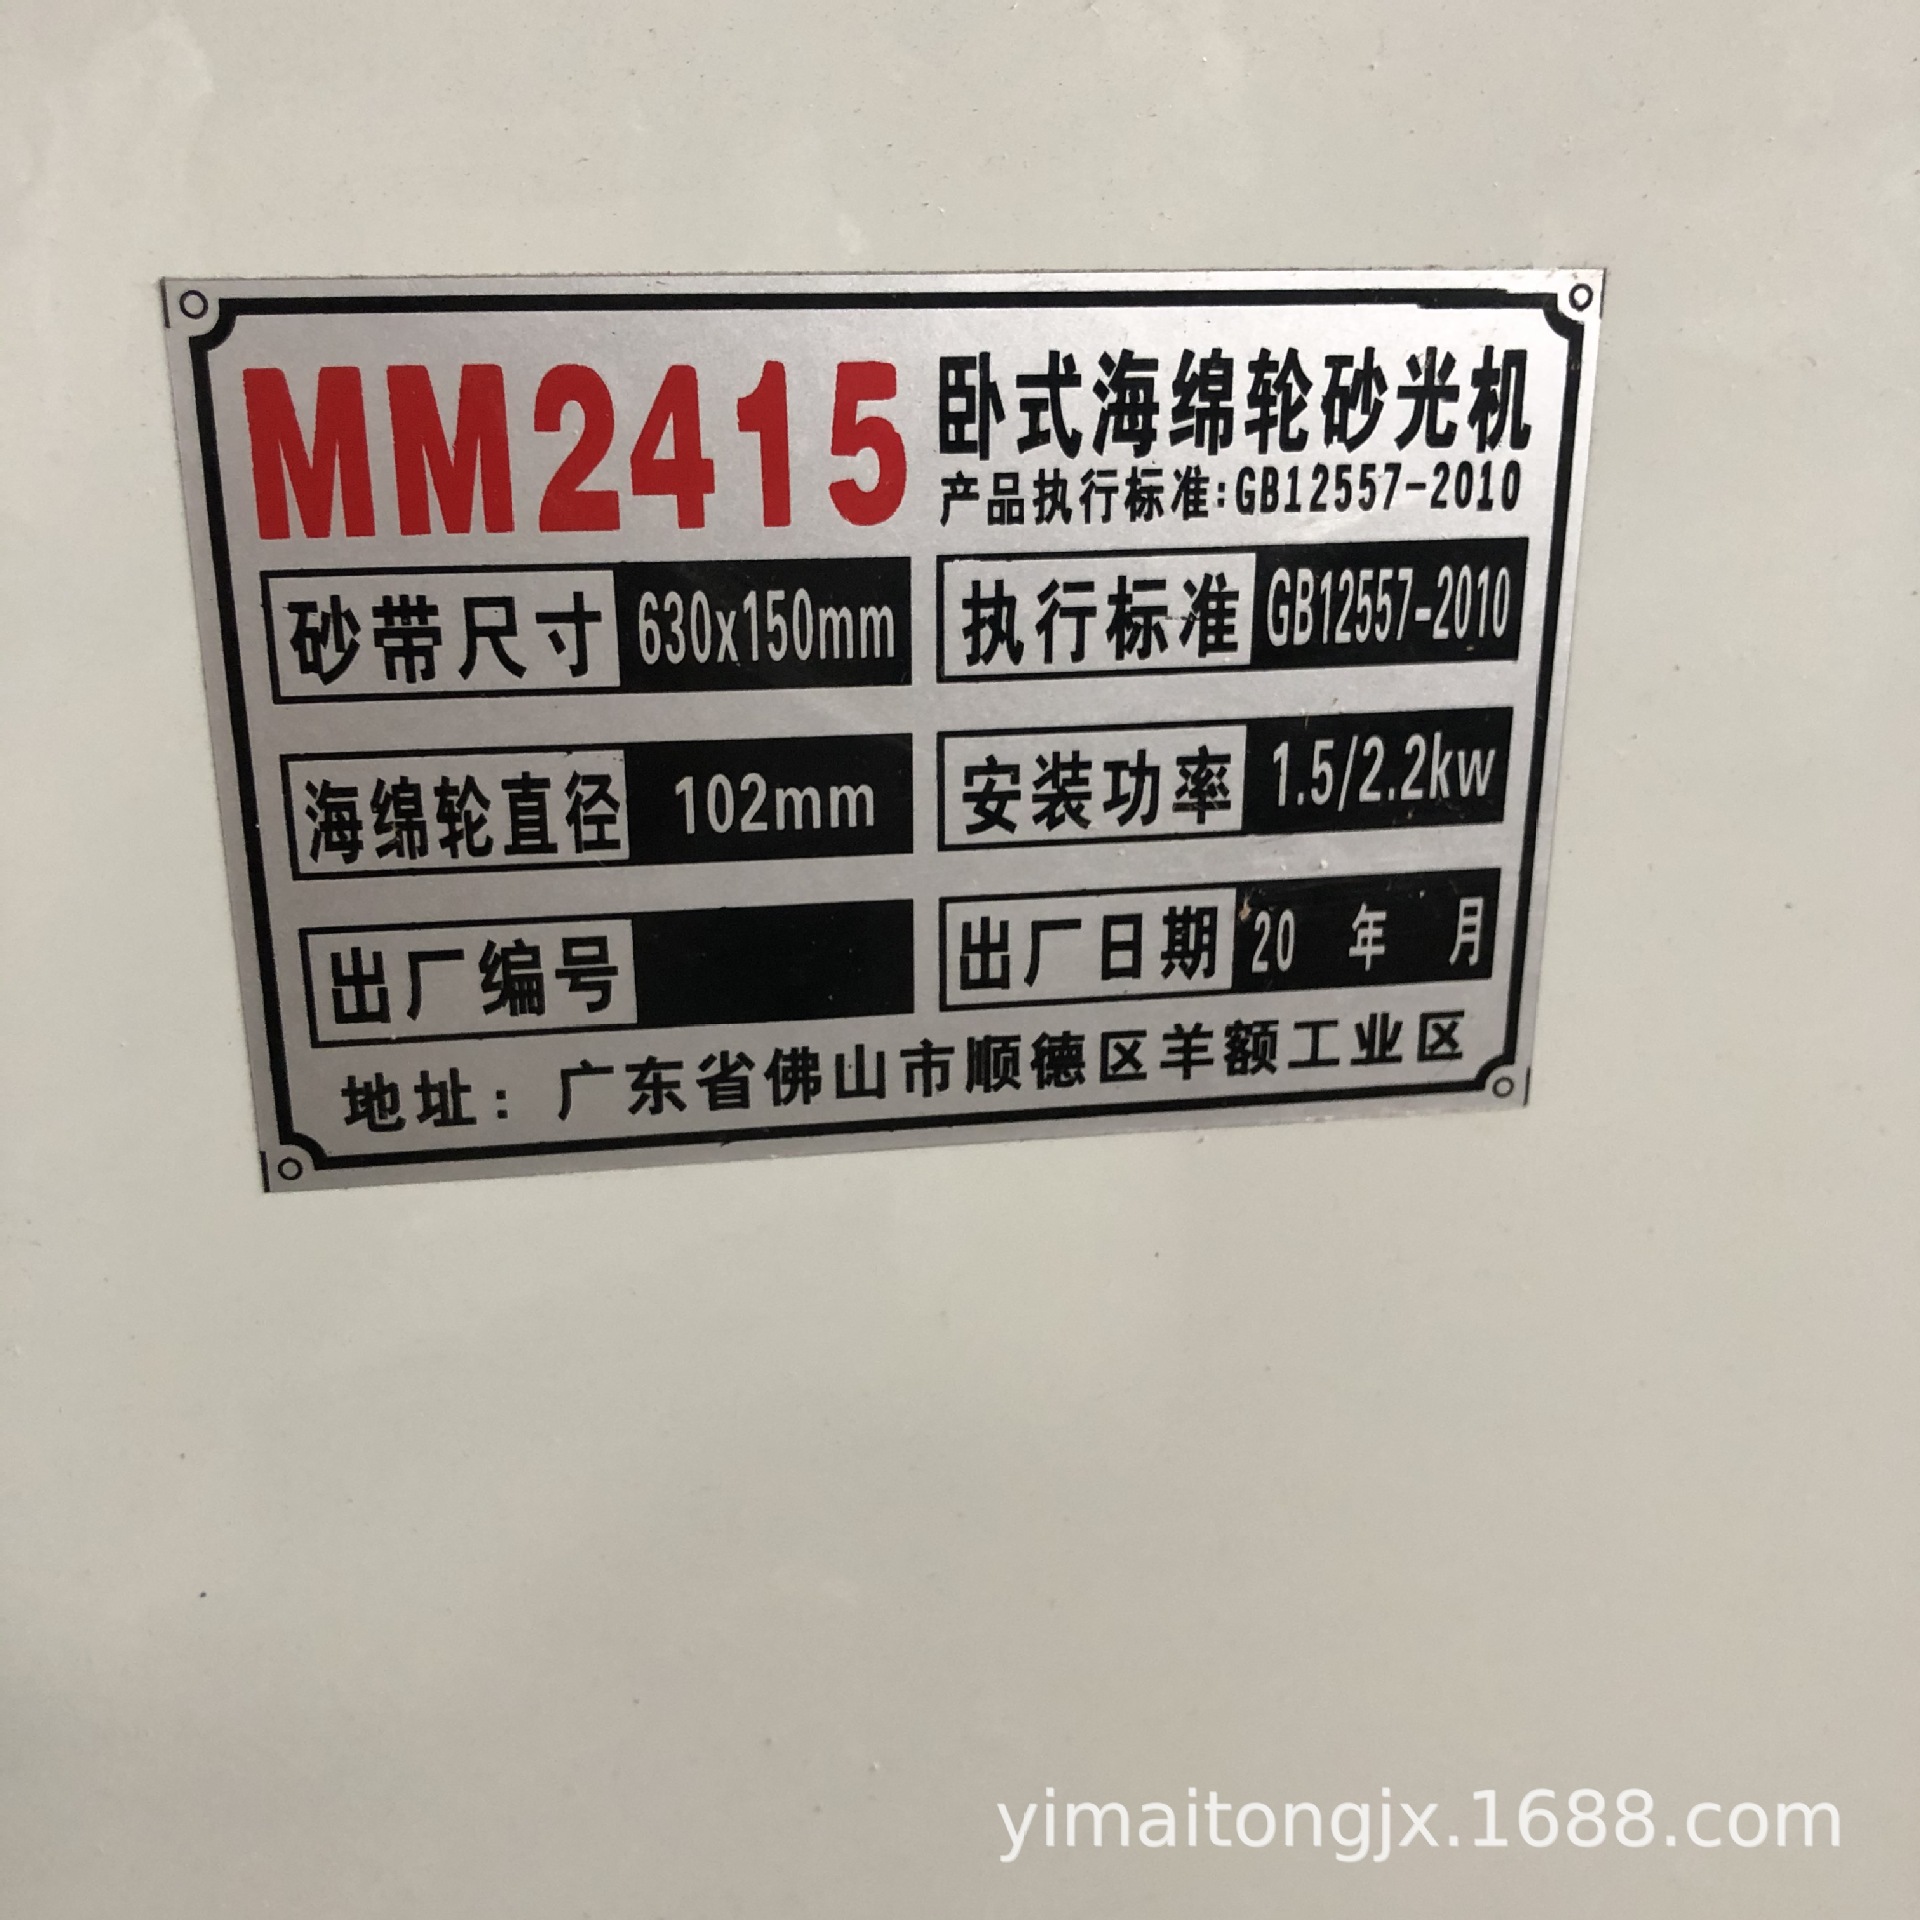 MM2415 卧式海绵轮砂光机
产品执行标准:GB12557-2010
砂带尺寸 630x150mm 执行标准 GB12557-2010
海绵轮直径 102mm 安装功率 1.5/2.2kw
出厂编号 出厂日期 20 年 月
地址：广东省佛山市顺德区羊额工业区
yimaitongjx.1688.com